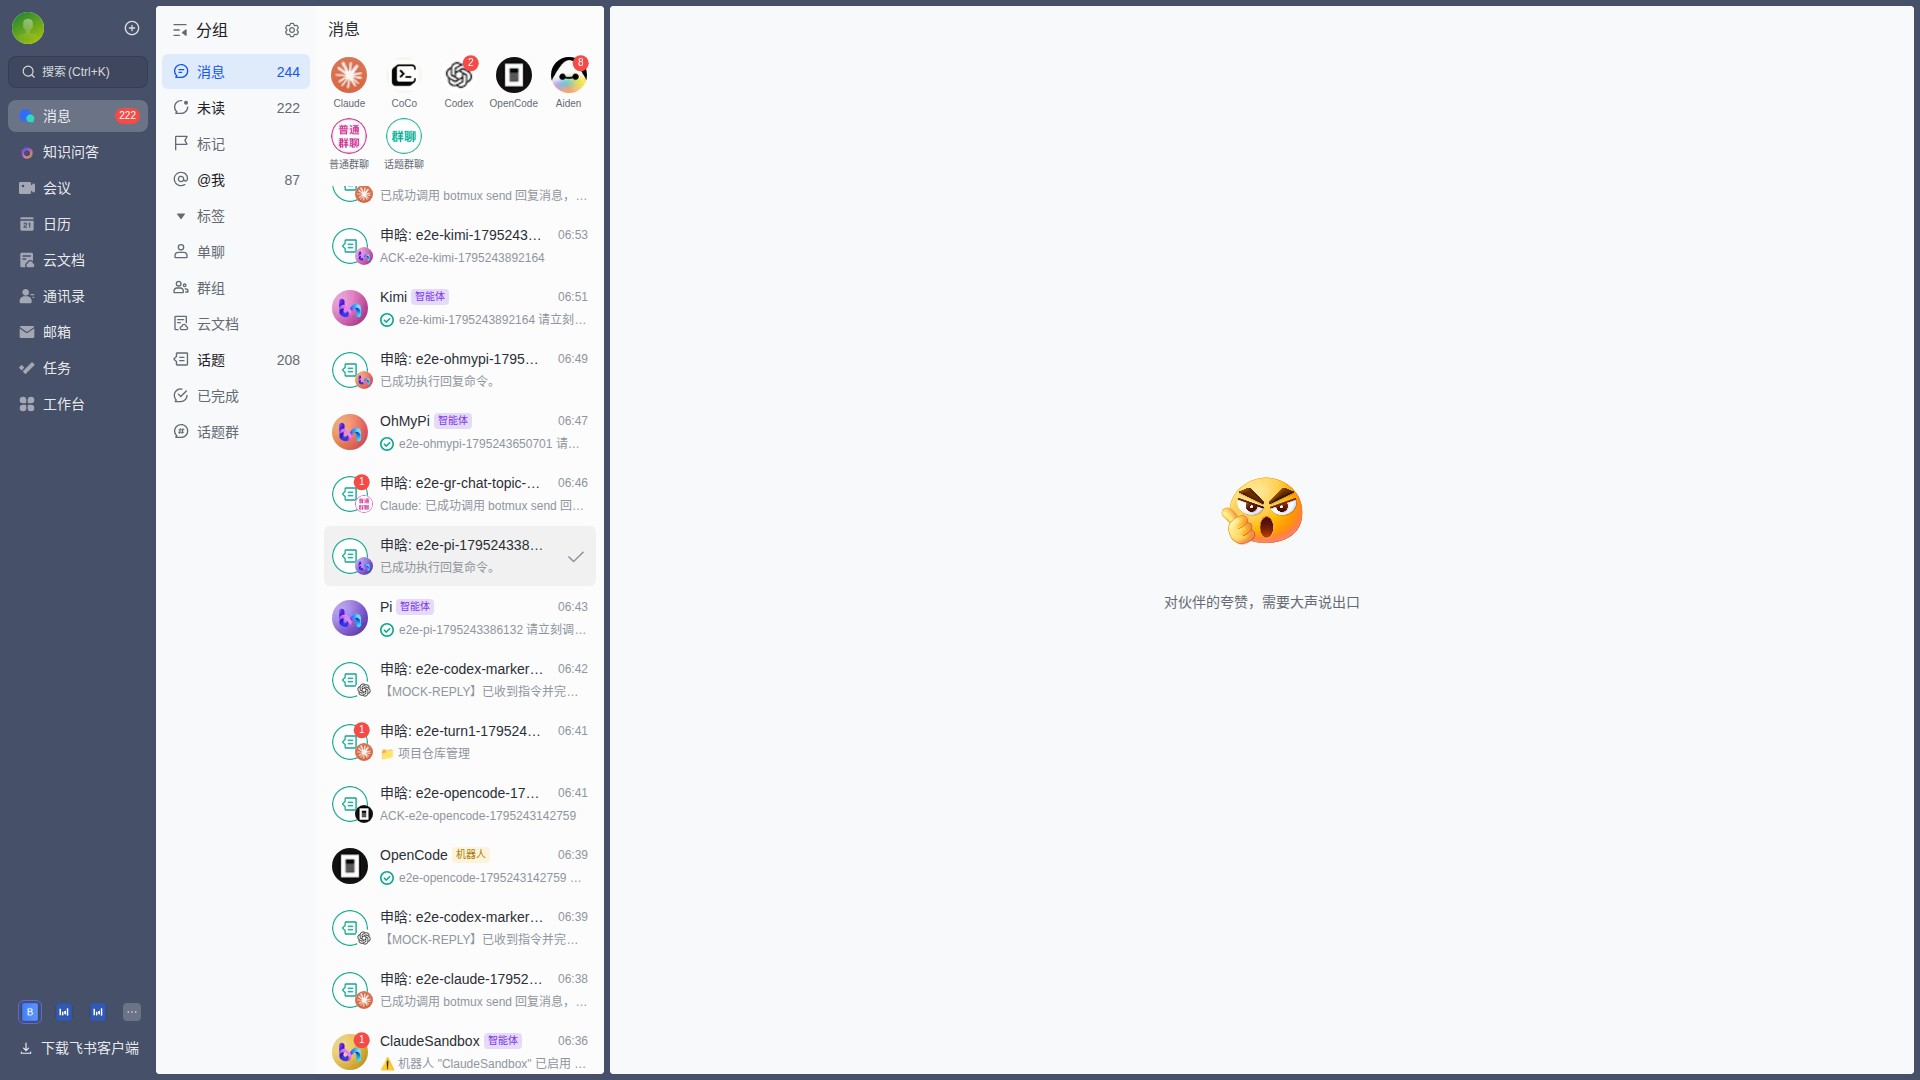 搜索 (Ctrl+K)
消息 222
知识问答
会议
日历
云文档
通讯录
邮箱
任务
工作台
下载飞书客户端
分组
消息 244
未读 222
标记
@我 87
标签
单聊
群组
云文档
话题 208
已完成
话题群
消息
Claude
CoCo
2
Codex
OpenCode
8
Aiden
普通群聊
普通群聊
群聊
话题群聊
已成功调用 botmux send 回复消息，…
申晗: e2e-kimi-1795243… 06:53
ACK-e2e-kimi-1795243892164
Kimi 智能体 06:51
e2e-kimi-1795243892164 请立刻…
申晗: e2e-ohmypi-1795… 06:49
已成功执行回复命令。
OhMyPi 智能体 06:47
e2e-ohmypi-1795243650701 请…
1
申晗: e2e-gr-chat-topic-… 06:46
Claude: 已成功调用 botmux send 回…
申晗: e2e-pi-179524338…
已成功执行回复命令。
Pi 智能体 06:43
e2e-pi-1795243386132 请立刻调…
申晗: e2e-codex-marker… 06:42
【MOCK-REPLY】已收到指令并完…
1
申晗: e2e-turn1-179524… 06:41
项目仓库管理
申晗: e2e-opencode-17… 06:41
ACK-e2e-opencode-1795243142759
OpenCode 机器人 06:39
e2e-opencode-1795243142759 …
申晗: e2e-codex-marker… 06:39
【MOCK-REPLY】已收到指令并完…
申晗: e2e-claude-17952… 06:38
已成功调用 botmux send 回复消息，…
1
ClaudeSandbox 智能体 06:36
机器人 "ClaudeSandbox" 已启用 …
对伙伴的夸赞，需要大声说出口